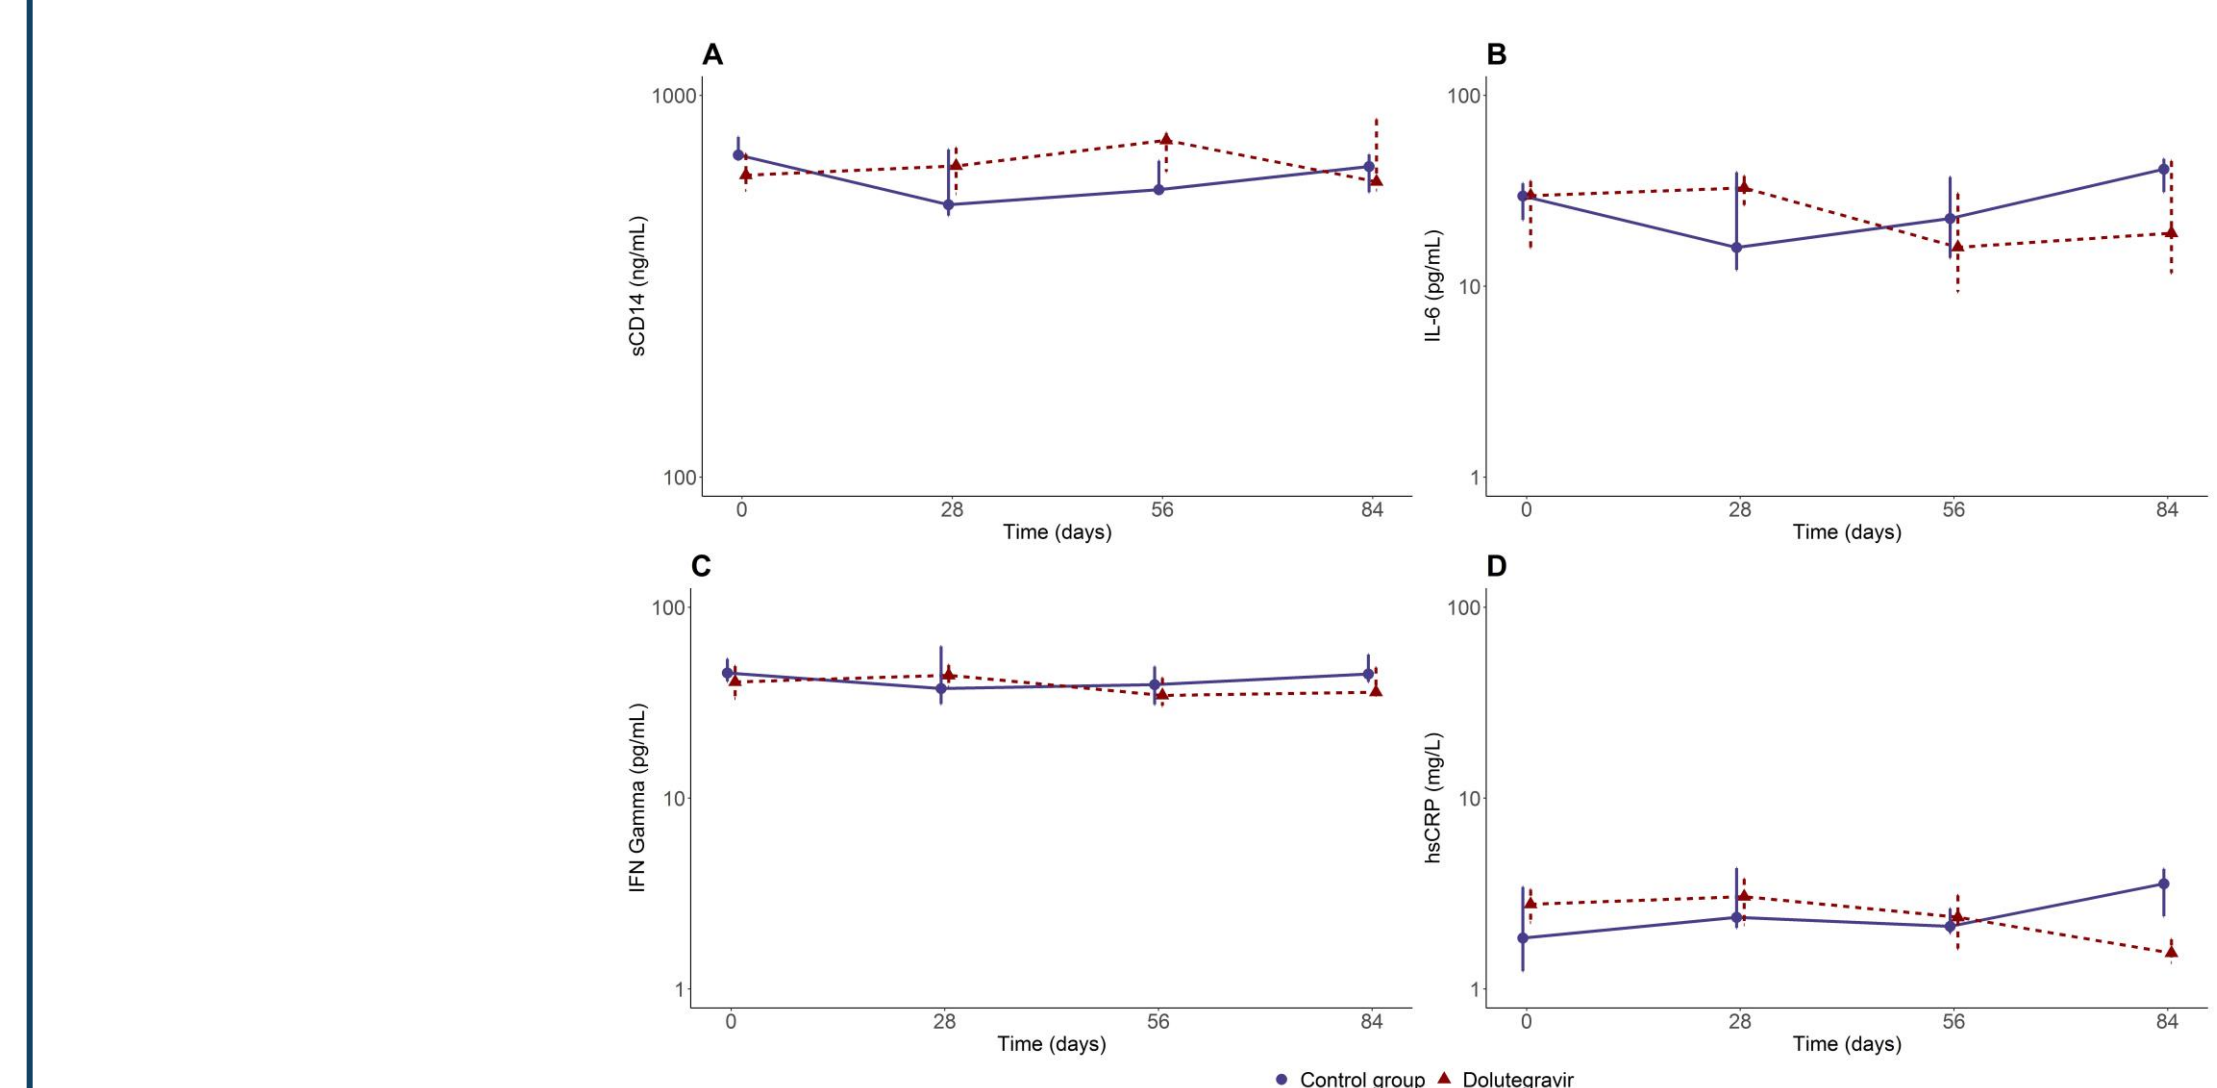 A
1000
100
sCD14 (ng/mL)
0 28 56 84
Time (days)
B
100
10
1
IL-6 (pg/mL)
0 28 56 84
Time (days)
C
100
10
1
IFN Gamma (pg/mL)
0 28 56 84
Time (days)
D
100
10
1
hsCRP (mg/L)
0 28 56 84
Time (days)
Control group Dolutegravir